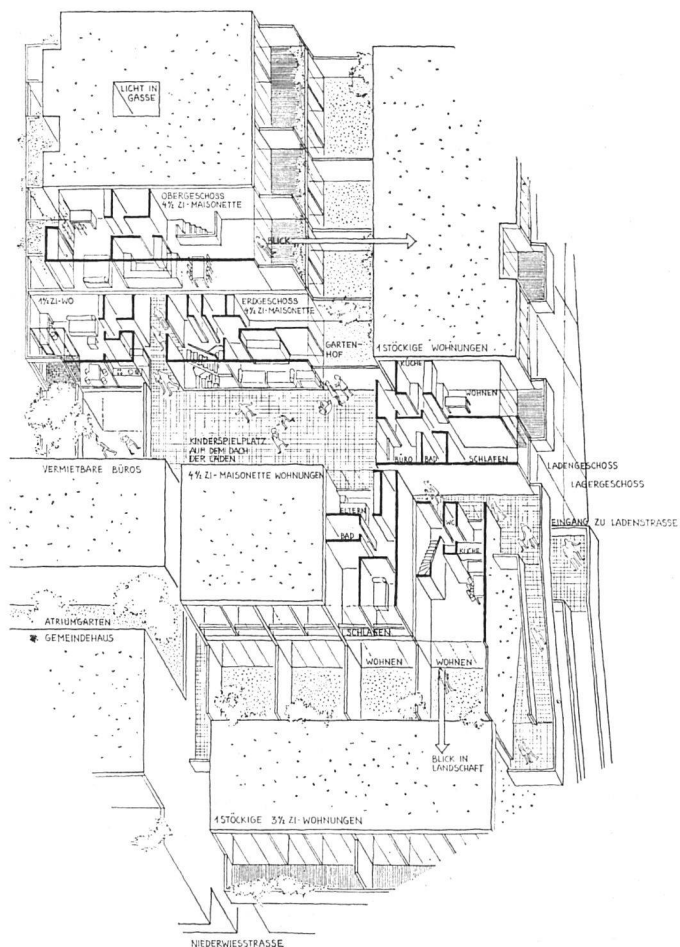 LICHT IN
GASSE
OBERGESCHOSS
4½ ZI-MAISONETTE
BLICK
1½ ZI-WO
ERDGESCHOSS
4½ ZI-MAISONETTE
GARTEN-
HOF
1 STÖCKIGE WOHNUNGEN
KÜCHE
WOHNEN
KINDERSPIELPLATZ
AUF DEM DACH
DER LÄDEN
BÜRO
BAD
SCHLAFEN
VERMIETBARE BÜROS
4½ ZI-MAISONETTE WOHNUNGEN
LADENGESCHOSS
LAGERGESCHOSS
ELTERN
BAD
WC
KÜCHE
EINGANG ZU LADENSTRASSE
ATRIUMGARTEN
GEMEINDEHAUS
SCHLAFEN
WOHNEN
WOHNEN
BLICK IN
LANDSCHAFT
1 STÖCKIGE 3½ ZI-WOHNUNGEN
NIEDERWIESSTRASSE